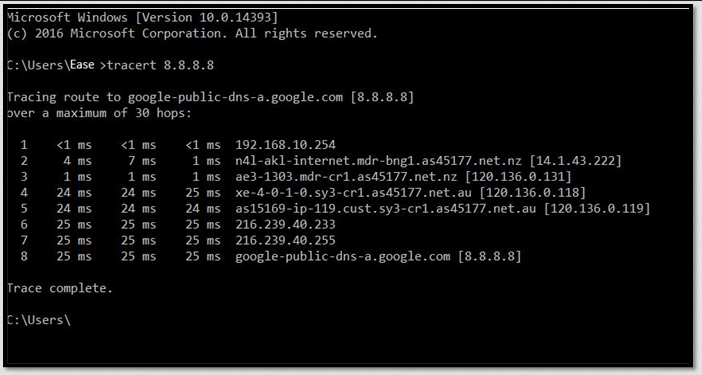 Microsoft Windows [Version 10.0.14393]
(c) 2016 Microsoft Corporation. All rights reserved.
C:\Users\Ease >tracert 8.8.8.8
Tracing route to google-public-dns-a.google.com [8.8.8.8]
over a maximum of 30 hops:
1 <1 ms <1 ms <1 ms 192.168.10.254
2 4 ms 7 ms 1 ms n4l-akl-internet.mdr-bng1.as45177.net.nz [14.1.43.222]
3 1 ms 1 ms 1 ms ae3-1303.mdr-cr1.as45177.net.nz [120.136.0.131]
4 24 ms 24 ms 25 ms xe-4-0-1-0.sy3-cr1.as45177.net.au [120.136.0.118]
5 24 ms 24 ms 24 ms as15169-ip-119.cust.sy3-cr1.as45177.net.au [120.136.0.119]
6 25 ms 25 ms 25 ms 216.239.40.233
7 25 ms 25 ms 25 ms 216.239.40.255
8 25 ms 25 ms 25 ms google-public-dns-a.google.com [8.8.8.8]
Trace complete.
C:\Users\